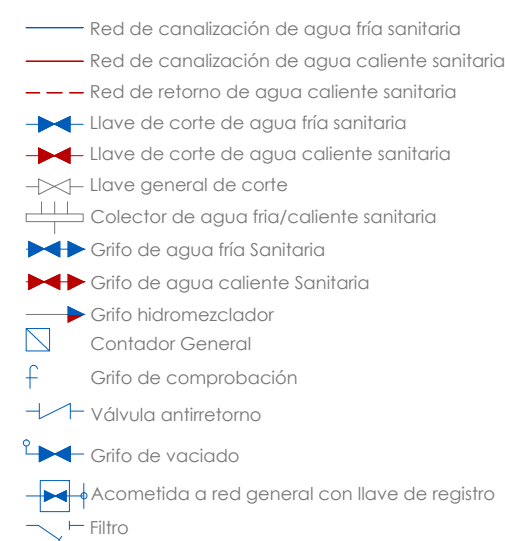 Red de canalización de agua fría sanitaria
Red de canalización de agua caliente sanitaria
Red de retorno de agua caliente sanitaria
Llave de corte de agua fría sanitaria
Llave de corte de agua caliente sanitaria
Llave general de corte
Colector de agua fria/caliente sanitaria
Grifo de agua fría Sanitaria
Grifo de agua caliente Sanitaria
Grifo hidromezclador
Contador General
Grifo de comprobación
Válvula antirretorno
Grifo de vaciado
Acometida a red general con llave de registro
Filtro